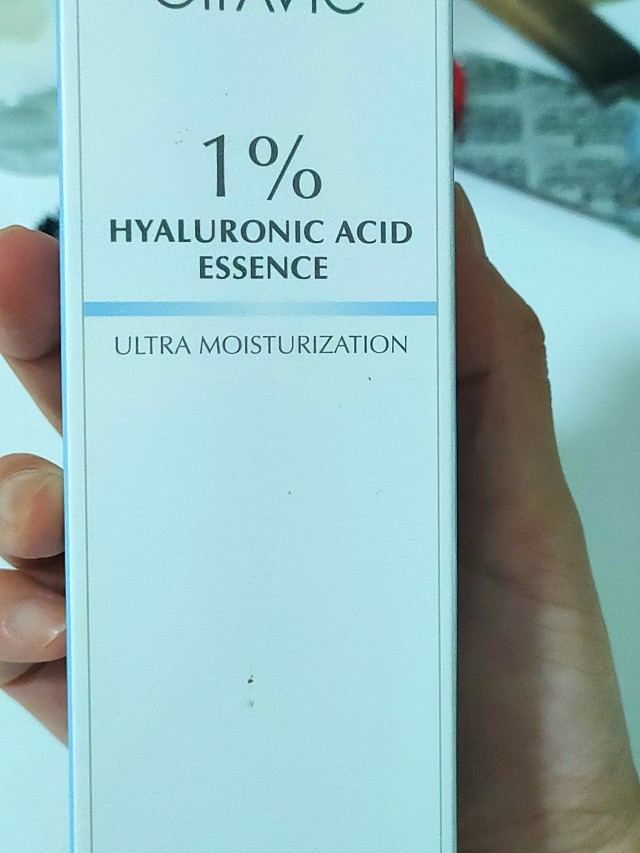 1%
HYALURONIC ACID
ESSENCE
ULTRA MOISTURIZATION